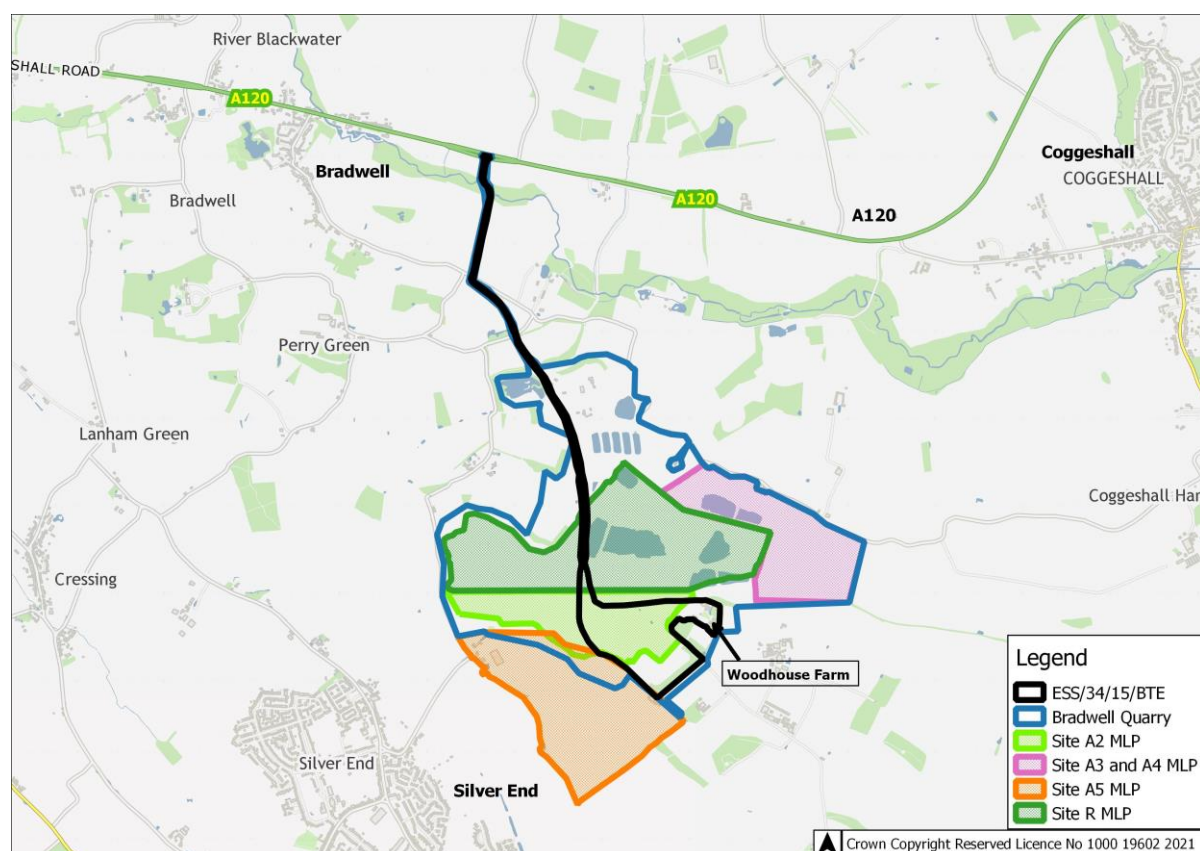 River Blackwater
SHALL ROAD
A120
Bradwell
Bradwell
A120
A120
Coggeshall
COGGESHALL
Perry Green
Lanham Green
Coggeshall Ham
Cressing
Woodhouse Farm
Silver End
Silver End
Legend
ESS/34/15/BTE
Bradwell Quarry
Site A2 MLP
Site A3 and A4 MLP
Site A5 MLP
Site R MLP
Crown Copyright Reserved Licence No 1000 19602 2021